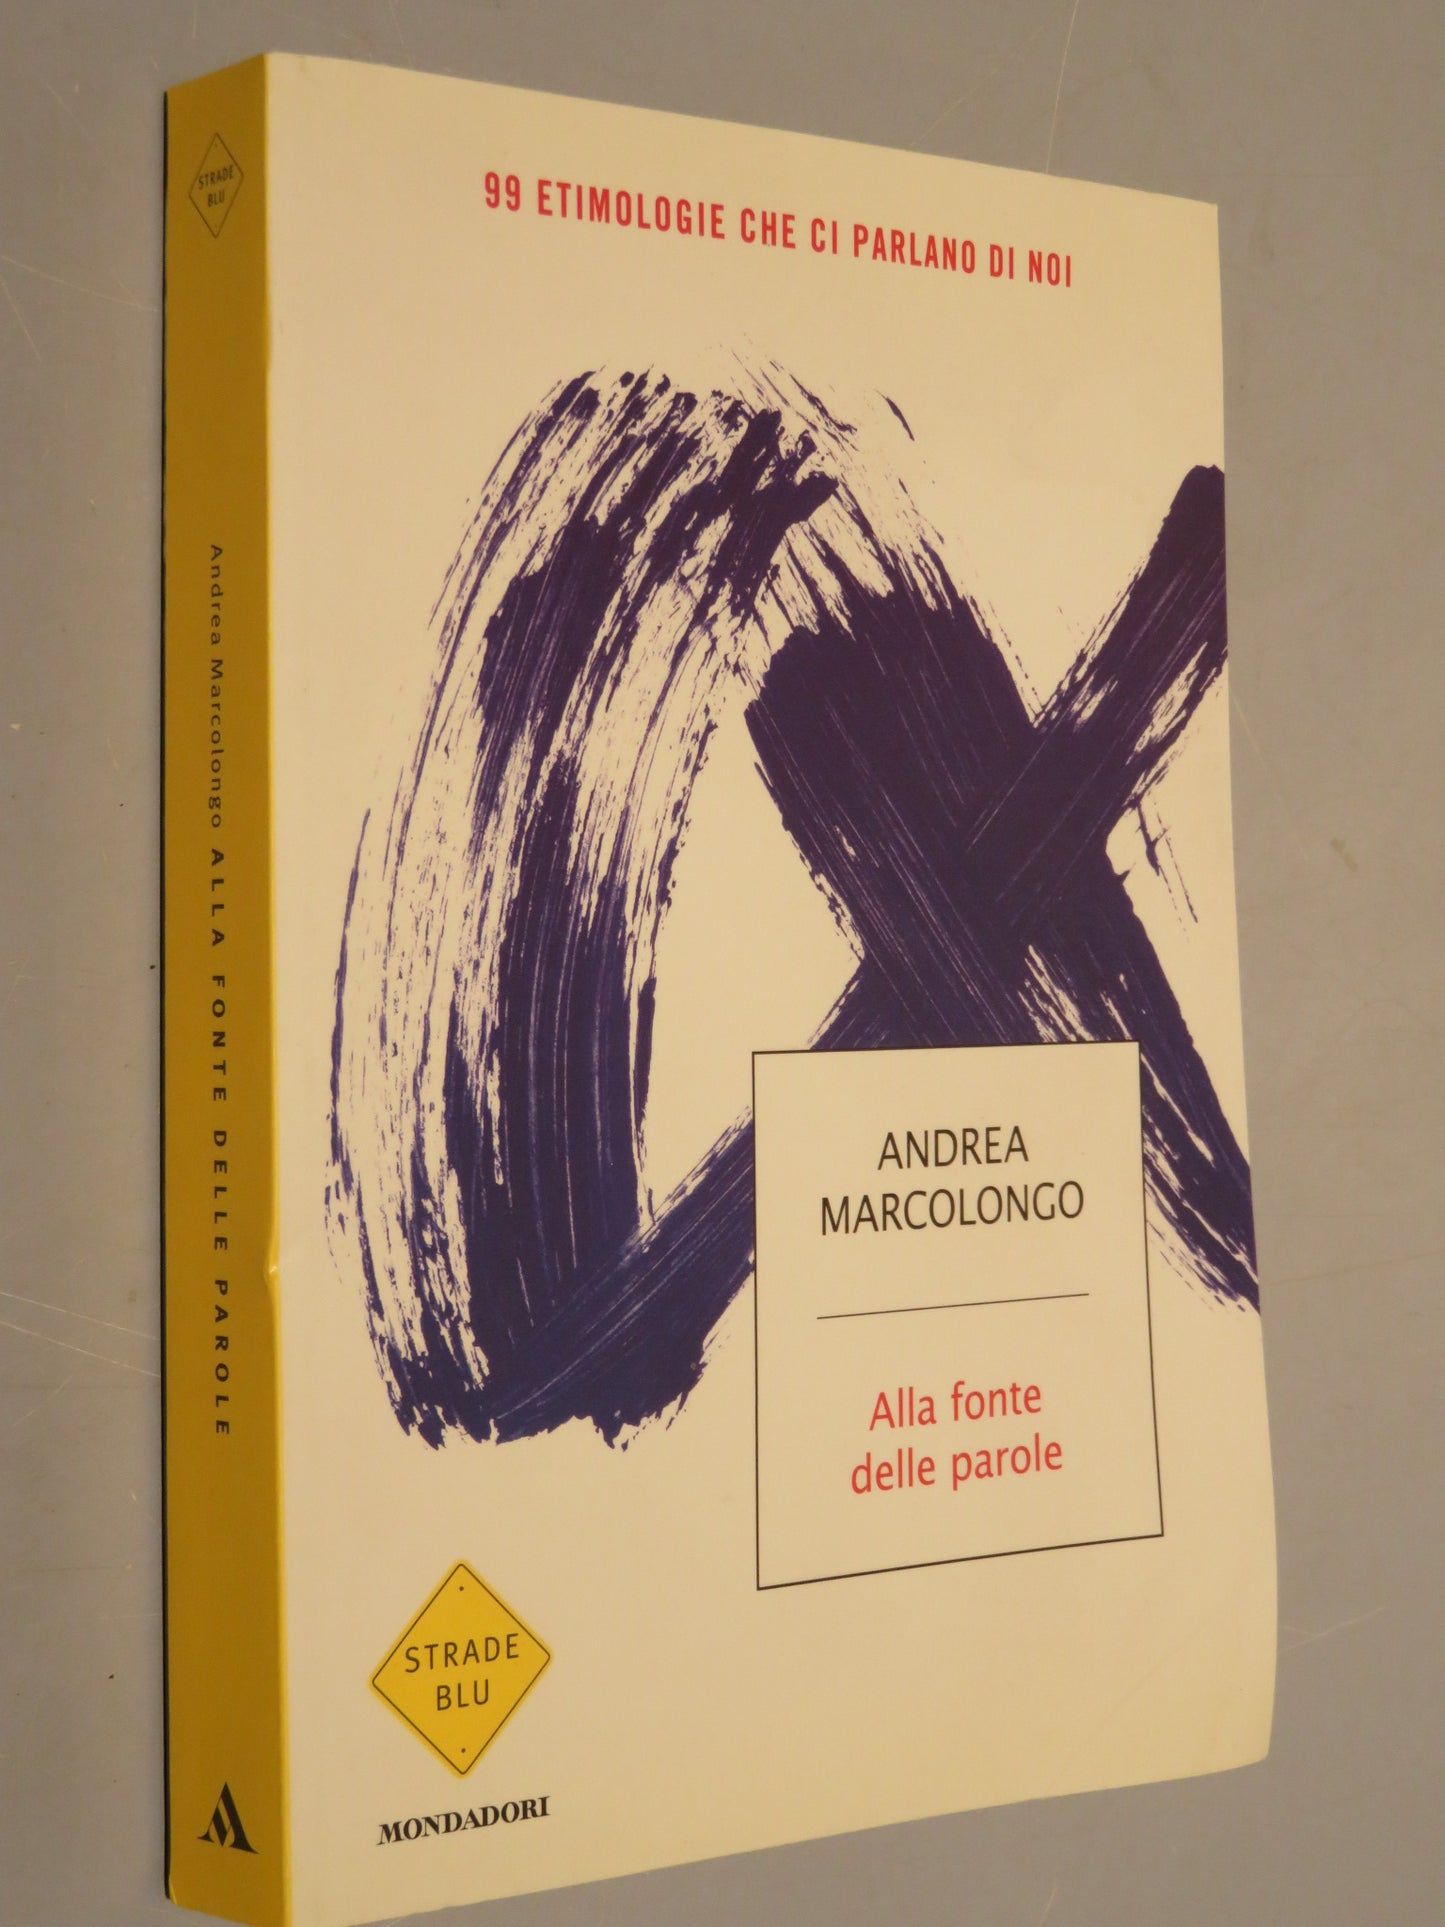 99 ETIMOLOGIE CHE CI PARLANO DI NOI
ANDREA
MARCOLONGO
Alla fonte
delle parole
STRADE
BLU
MONDADORI
STRADE
BLU
Andrea Marcolongo ALLA FONTE DELLE PAROLE